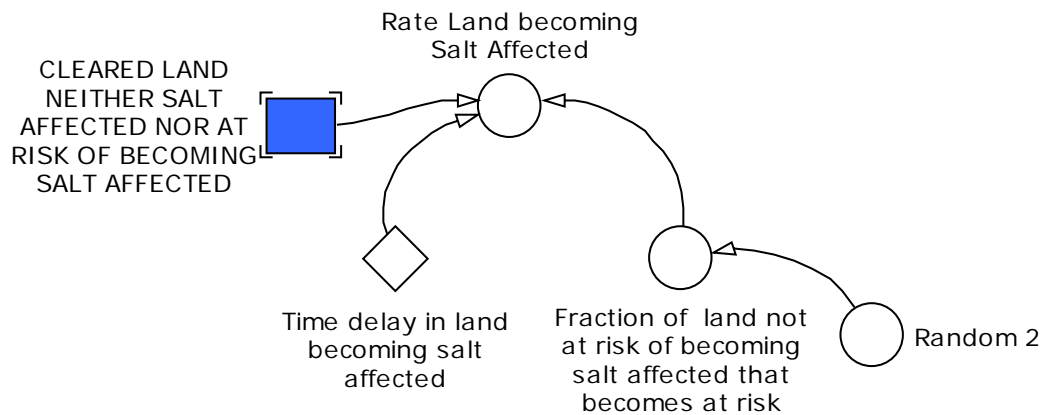 Rate Land becoming
Salt Affected
CLEARED LAND
NEITHER SALT
AFFECTED NOR AT
RISK OF BECOMING
SALT AFFECTED
Time delay in land
becoming salt
affected
Fraction of land not
at risk of becoming
salt affected that
becomes at risk
Random 2